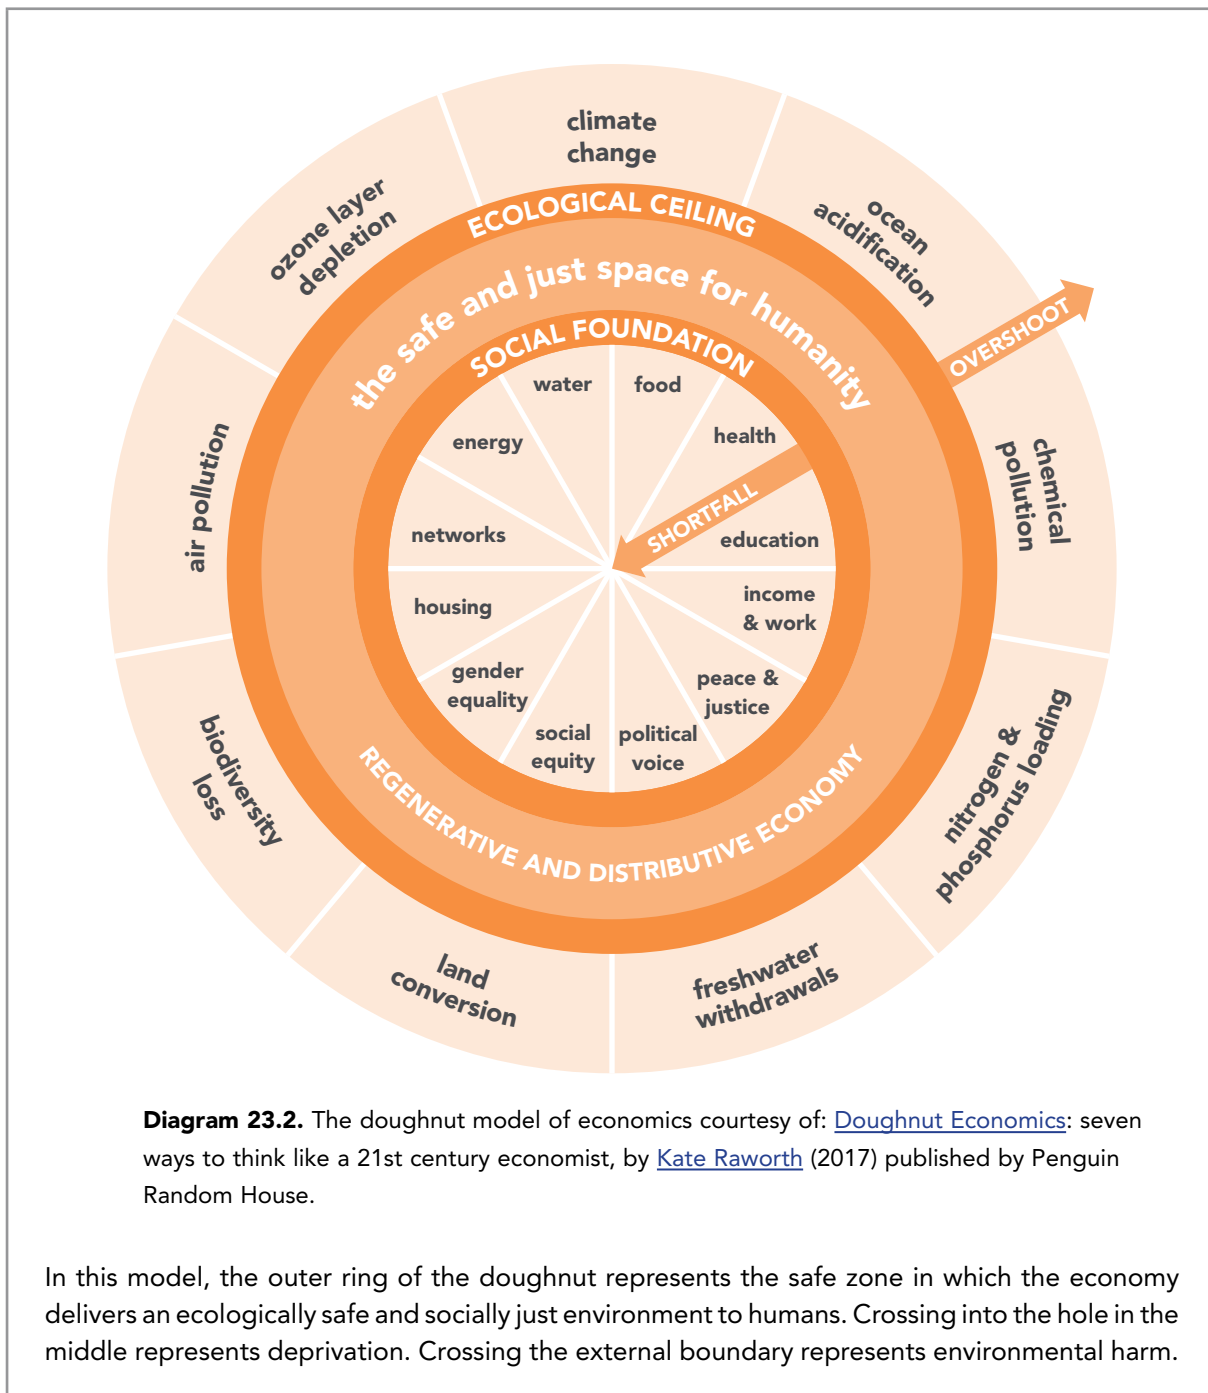 climate
change
ocean
acidification
OVERSHOOT
chemical
pollution
nitrogen &
phosphorus loading
freshwater
withdrawals
land
conversion
biodiversity
loss
air pollution
ozone layer
depletion
ECOLOGICAL CEILING
the safe and just space for humanity
SOCIAL FOUNDATION
water
food
health
SHORTFALL
education
income
& work
peace &
justice
political
voice
social
equity
gender
equality
housing
networks
energy
REGENERATIVE AND DISTRIBUTIVE ECONOMY
Diagram 23.2. The doughnut model of economics courtesy of: Doughnut Economics: seven
ways to think like a 21st century economist, by Kate Raworth (2017) published by Penguin
Random House.
In this model, the outer ring of the doughnut represents the safe zone in which the economy
delivers an ecologically safe and socially just environment to humans. Crossing into the hole in the
middle represents deprivation. Crossing the external boundary represents environmental harm.